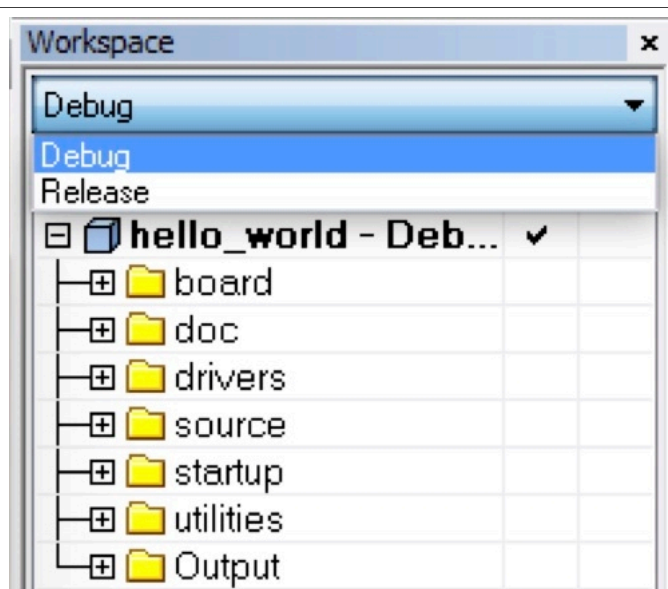 Workspace
Debug
Debug
Release
hello_world - Deb...
board
doc
drivers
source
startup
utilities
Output